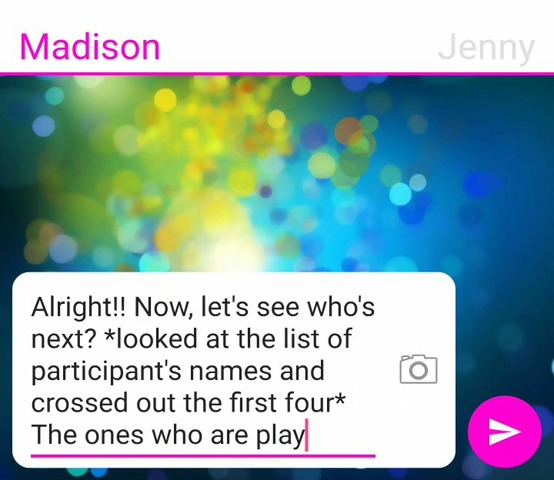 Madison Jenny
Alright!! Now, let's see who's
next? *looked at the list of
participant's names and
crossed out the first four*
The ones who are play